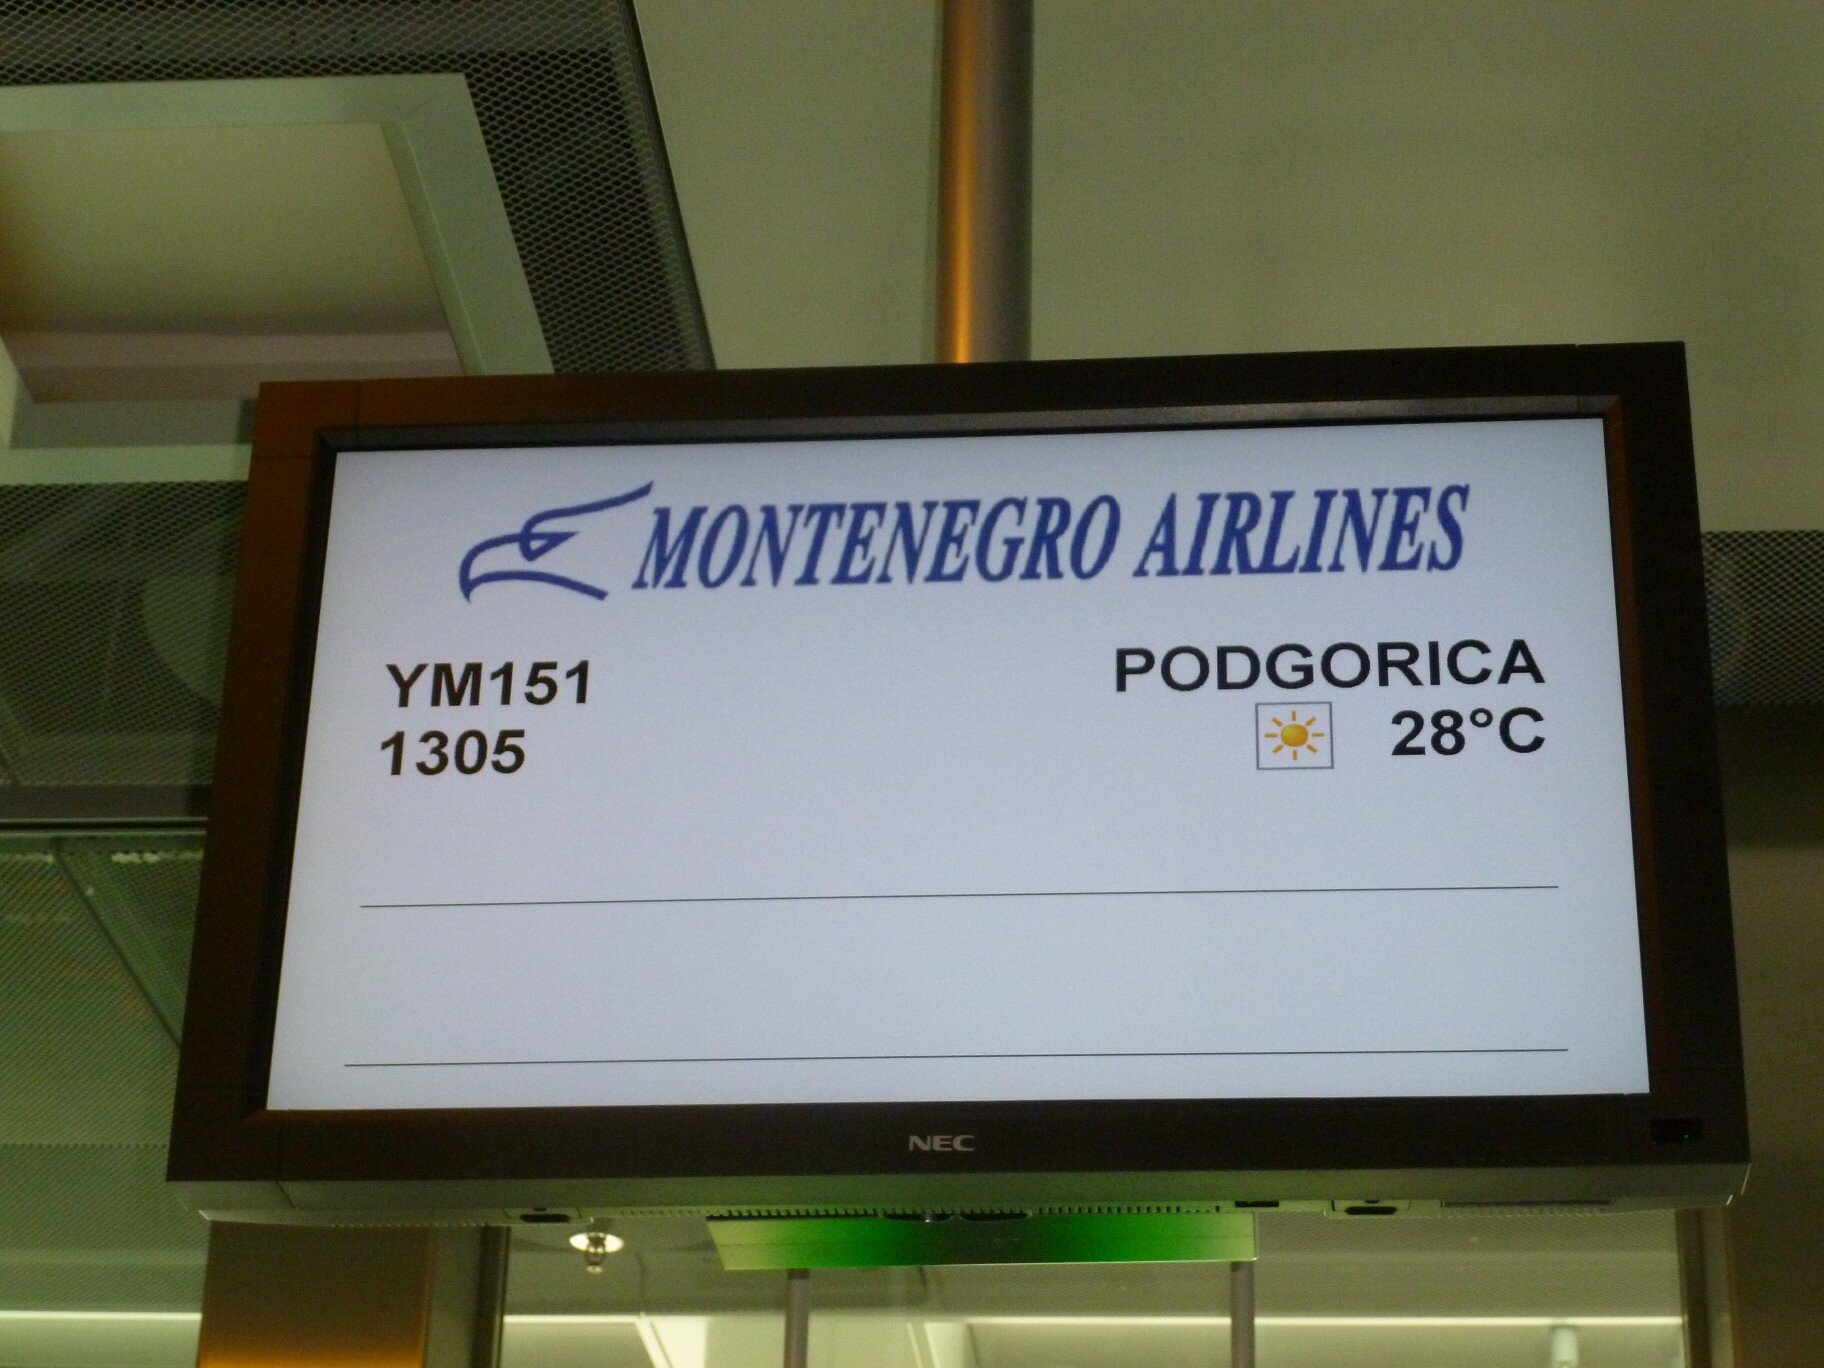 MONTENEGRO AIRLINES
YM151 PODGORICA
1305 28°C
NEC